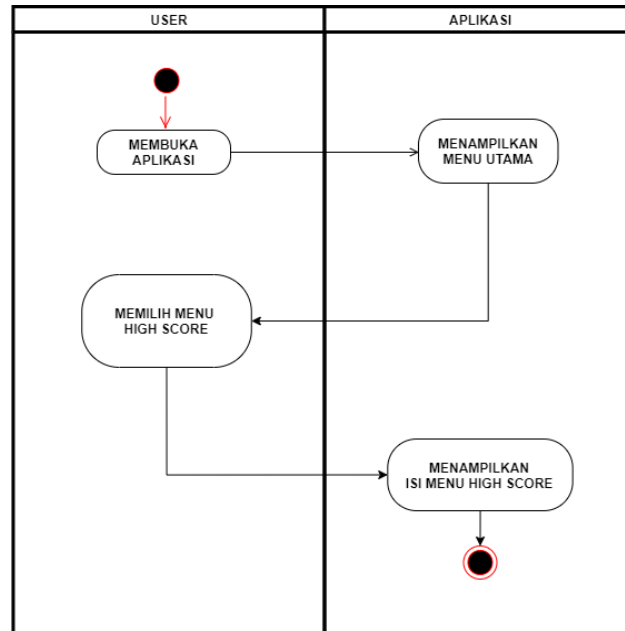 USER
APLIKASI
MEMBUKA
APLIKASI
MENAMPILKAN
MENU UTAMA
MEMILIH MENU
HIGH SCORE
MENAMPILKAN
ISI MENU HIGH SCORE